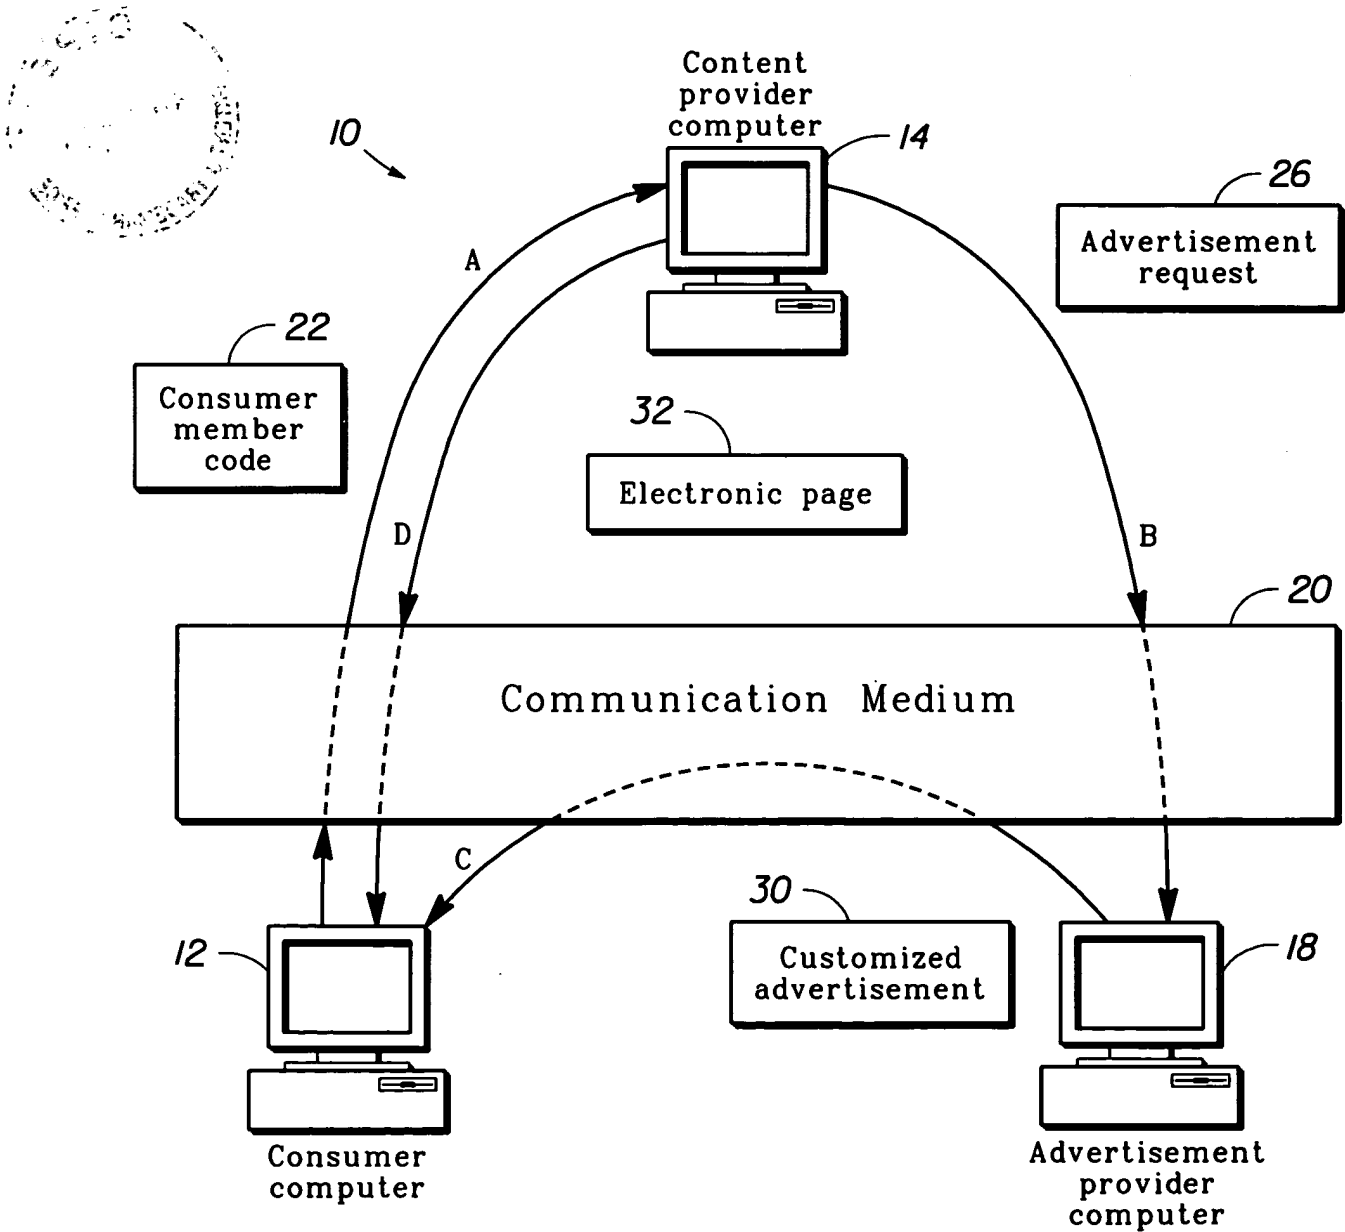 Content
provider
computer
10
14
26
Advertisement
request
A
22
Consumer
member
code
32
Electronic page
D
B
20
Communication Medium
C
30
Customized
advertisement
12
18
Consumer
computer
Advertisement
provider
computer